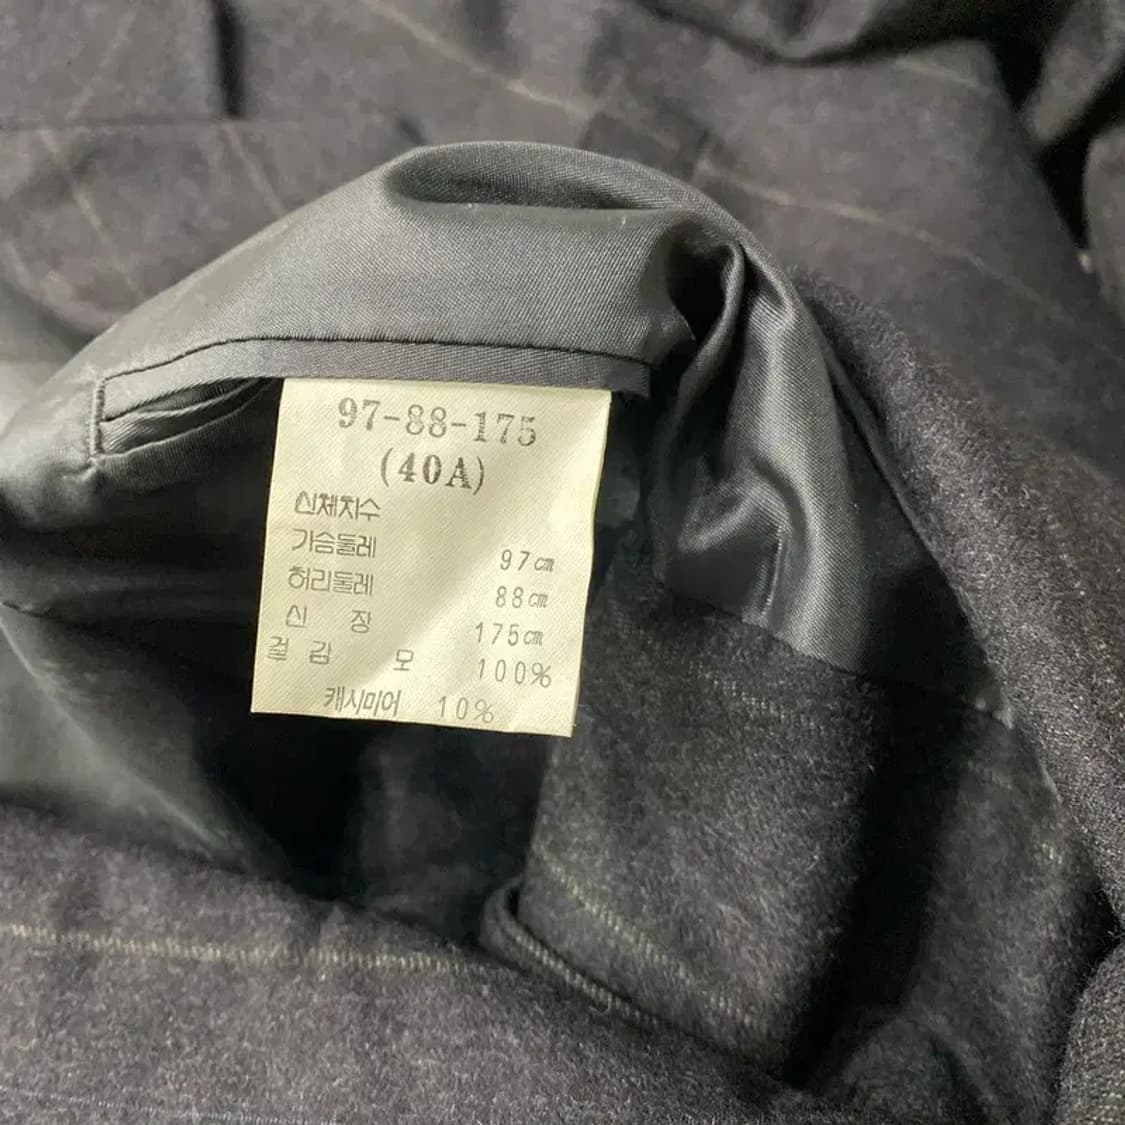 97-88-175
(40A)
신체치수
가슴둘레 97㎝
허리둘레 88㎝
신 장 175㎝
겉 감 모 100%
캐시미어 10%